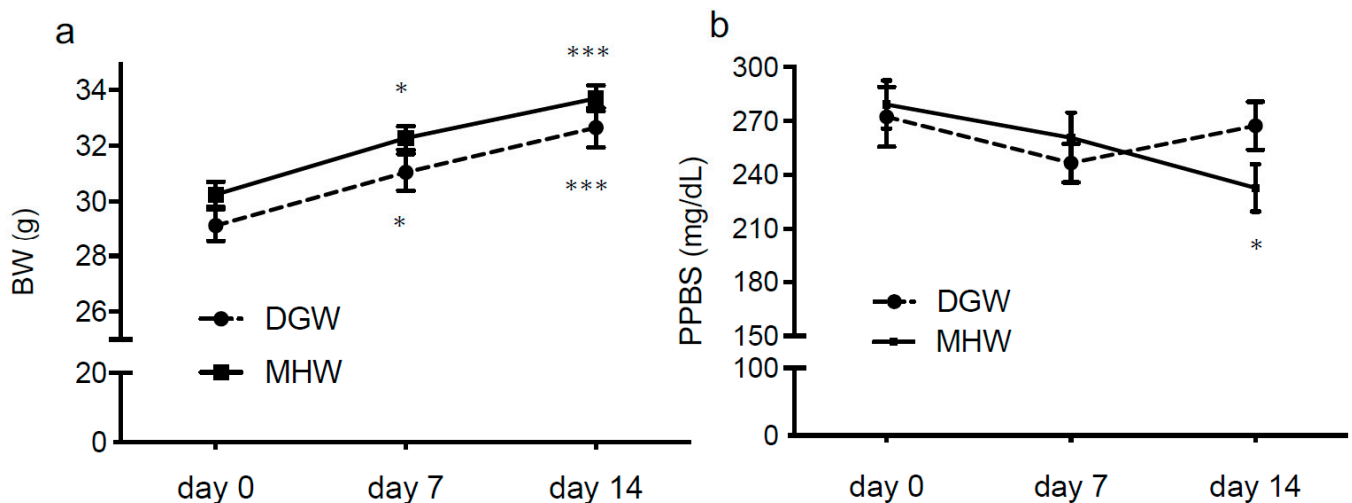 a
BW (g)
34
32
30
28
26
20
0
***
*
***
*
DGW
MHW
day 0
day 7
day 14
b
PPBS (mg/dL)
300
270
240
210
180
150
100
0
*
DGW
MHW
day 0
day 7
day 14